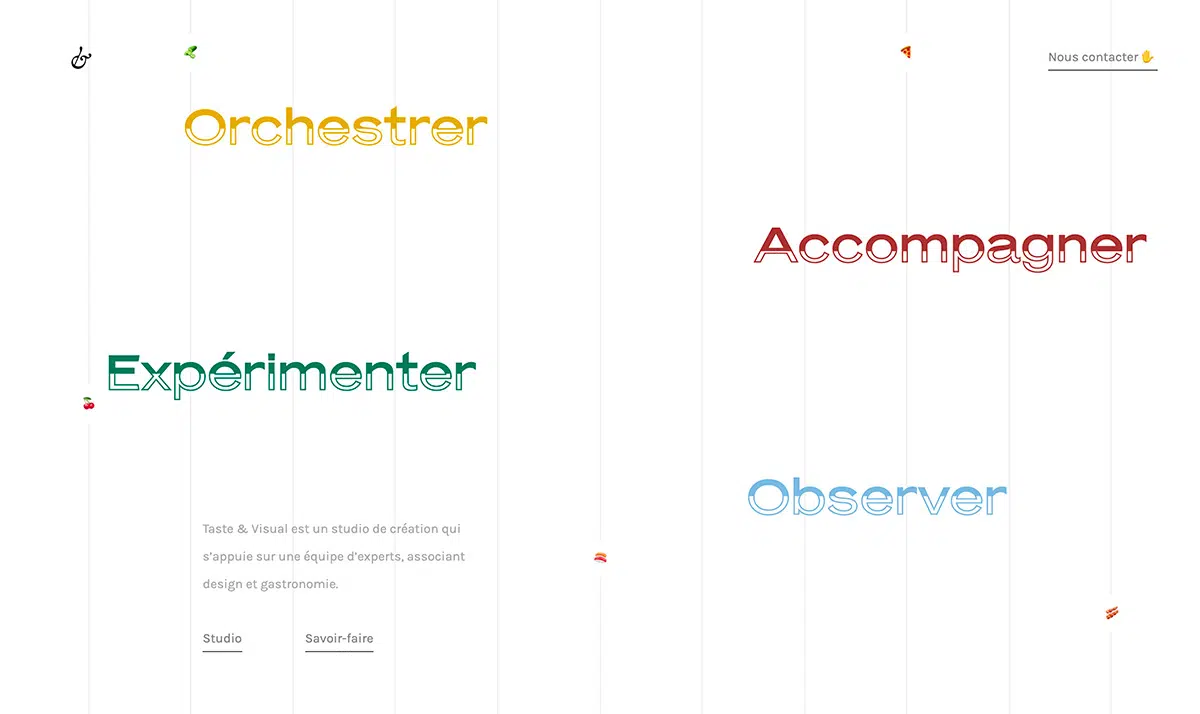 &
Nous contacter ✋
Orchestrer
Accompagner
Expérimenter
Observer
Taste & Visual est un studio de création qui
s’appuie sur une équipe d’experts, associant
design et gastronomie.
Studio
Savoir-faire